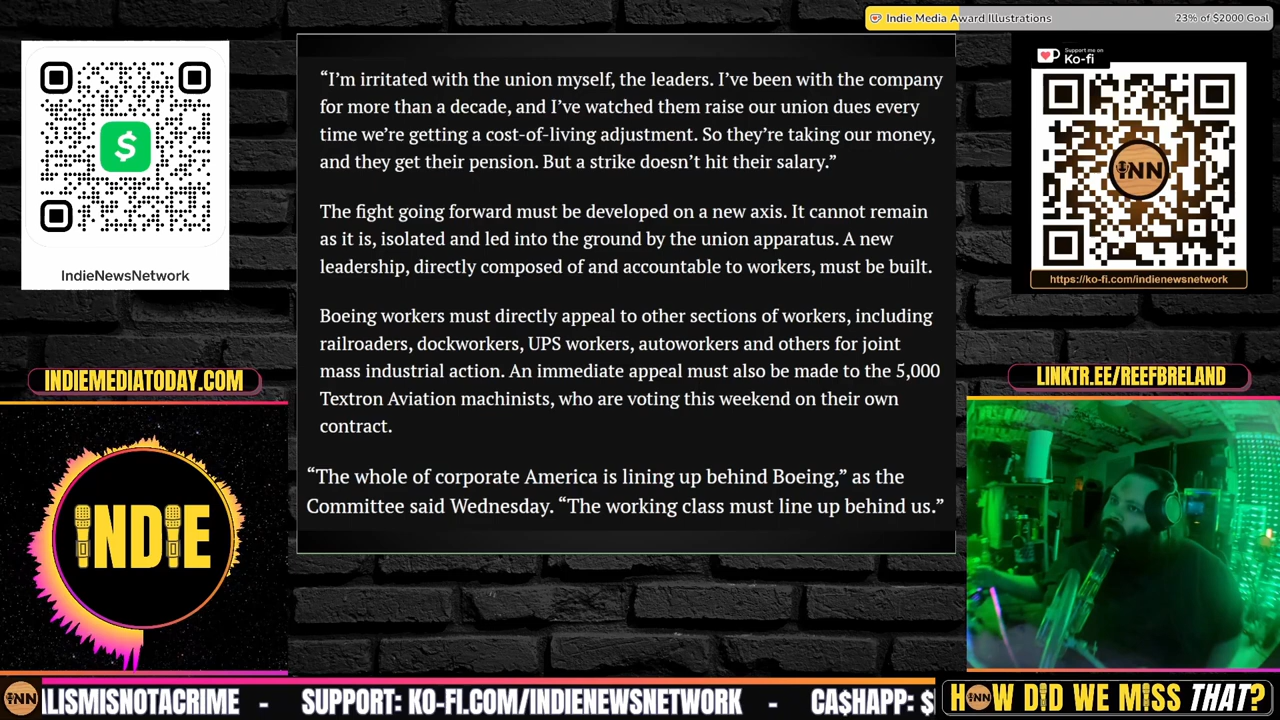 Indie Media Award Illustrations
23% of $2000 Goal
IndieNewsNetwork
Support me on
Ko-fi
iNN
https://ko-fi.com/indienewsnetwork
“I’m irritated with the union myself, the leaders. I’ve been with the company
for more than a decade, and I’ve watched them raise our union dues every
time we’re getting a cost-of-living adjustment. So they’re taking our money,
and they get their pension. But a strike doesn’t hit their salary.”
The fight going forward must be developed on a new axis. It cannot remain
as it is, isolated and led into the ground by the union apparatus. A new
leadership, directly composed of and accountable to workers, must be built.
Boeing workers must directly appeal to other sections of workers, including
railroaders, dockworkers, UPS workers, autoworkers and others for joint
mass industrial action. An immediate appeal must also be made to the 5,000
Textron Aviation machinists, who are voting this weekend on their own
contract.
“The whole of corporate America is lining up behind Boeing,” as the
Committee said Wednesday. “The working class must line up behind us.”
INDIEMEDIATODAY.COM
LINKTR.EE/REEFBRELAND
INDIE
iNN
ALISMISNOTACRIME - SUPPORT: KO-FI.COM/INDIENEWSNETWORK - CA$HAPP: $
HOW DID WE MISS THAT?